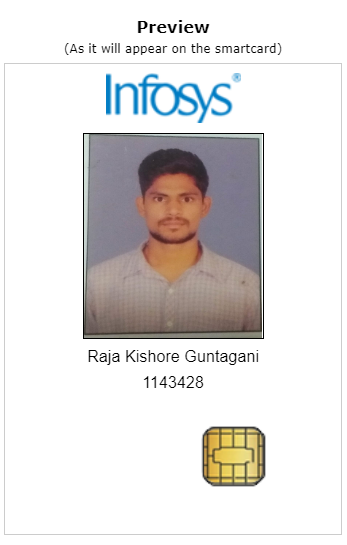 Preview
(As it will appear on the smartcard)
Infosys®
Raja Kishore Guntagani
1143428